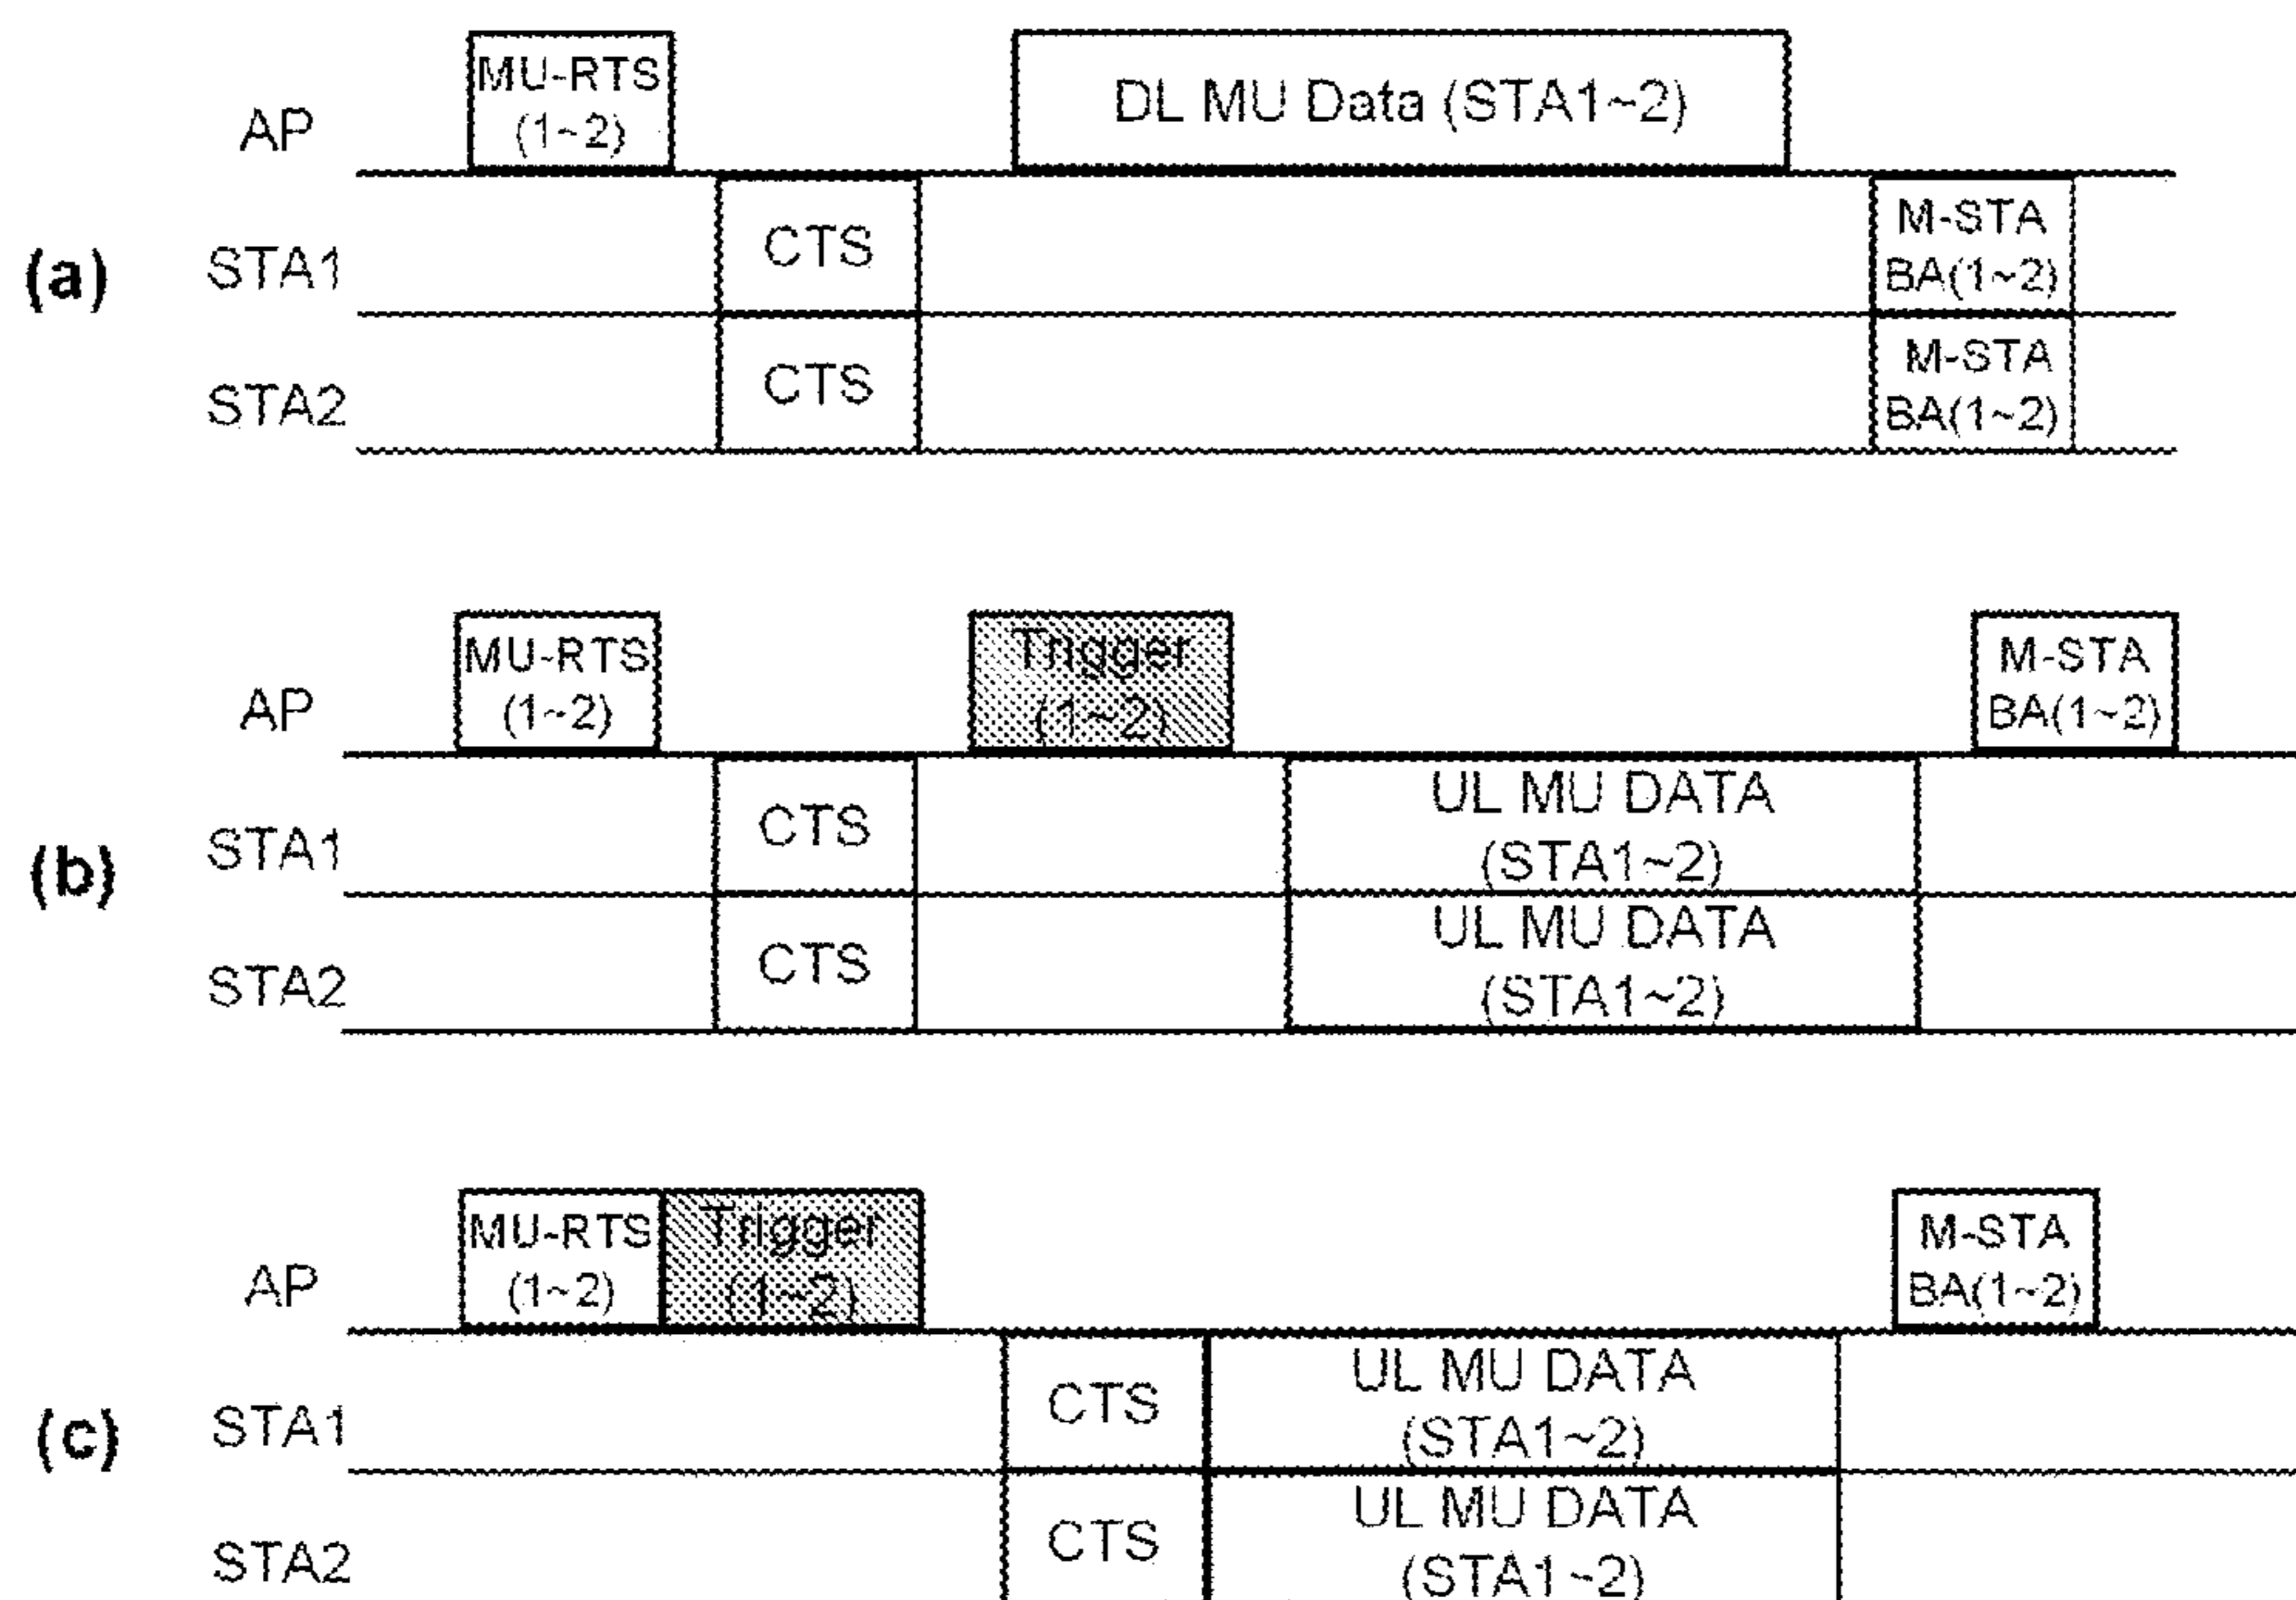 MU-RTS
(1~2)
DL MU Data (STA1~2)
AP
(a)
STA1
CTS
M-STA
BA(1~2)
STA2
CTS
M-STA
BA(1~2)
MU-RTS
(1~2)
Trigger
(1~2)
M-STA
BA(1~2)
AP
(b)
STA1
CTS
UL MU DATA
(STA1~2)
STA2
CTS
UL MU DATA
(STA1~2)
MU-RTS
(1~2)
Trigger
(1~2)
M-STA
BA(1~2)
AP
(c)
STA1
CTS
UL MU DATA
(STA1~2)
STA2
CTS
UL MU DATA
(STA1~2)